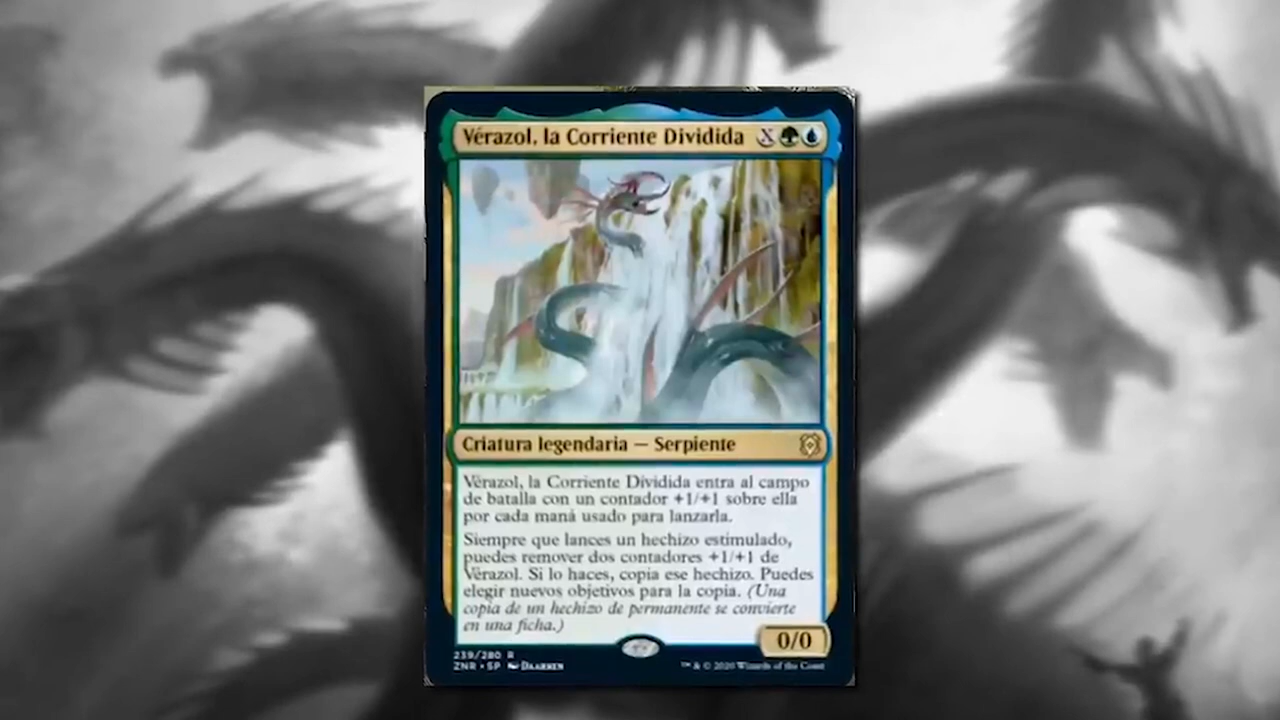 Vérazol, la Corriente Dividida X
Criatura legendaria — Serpiente
Vérazol, la Corriente Dividida entra al campo
de batalla con un contador +1/+1 sobre ella
por cada maná usado para lanzarla.
Siempre que lances un hechizo estimulado,
puedes remover dos contadores +1/+1 de
Vérazol. Si lo haces, copia ese hechizo. Puedes
elegir nuevos objetivos para la copia. (Una
copia de un hechizo de permanente se convierte
en una ficha.)
0/0
239/280 R
ZNR • SP DAARKEN
™ & © 2020 Wizards of the Coast